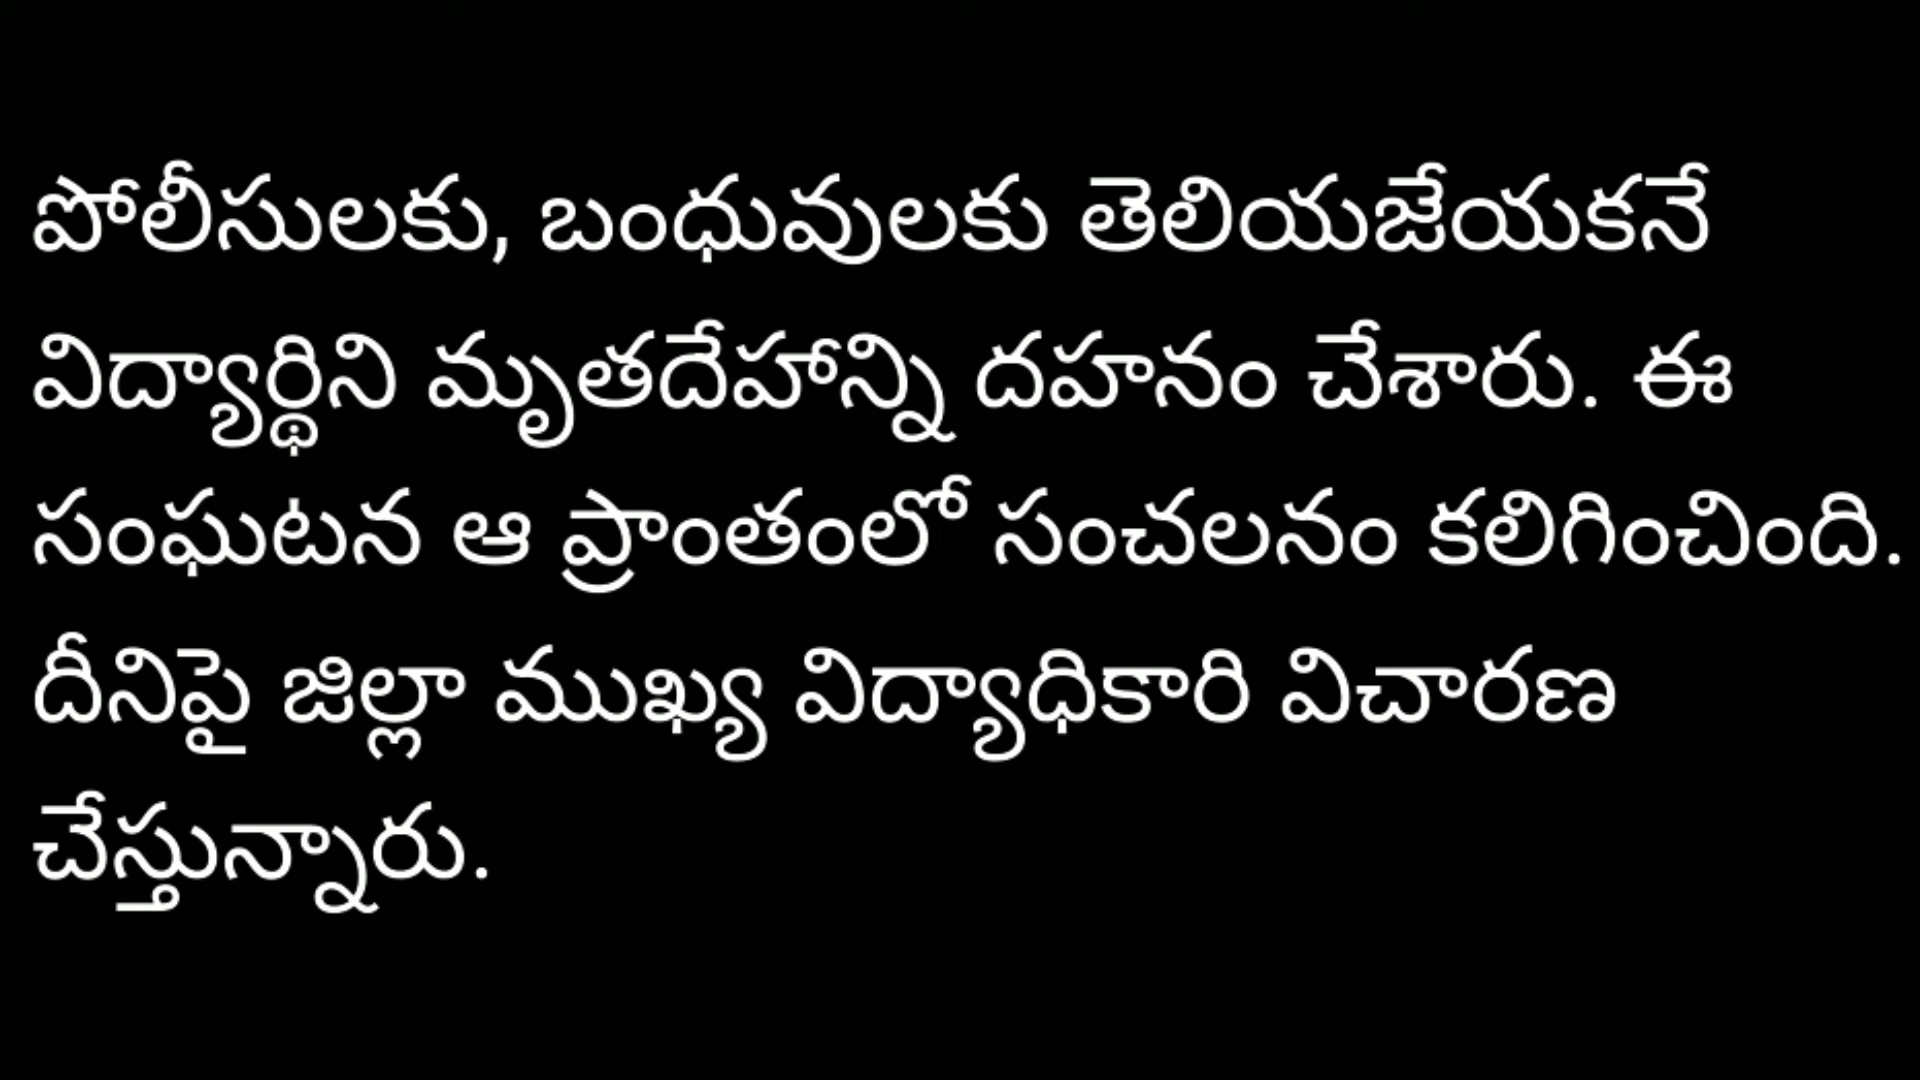 పోలీసులకు, బంధువులకు తెలియజేయకనే
విద్యార్థిని మృతదేహాన్ని దహనం చేశారు. ఈ
సంఘటన ఆ ప్రాంతంలో సంచలనం కలిగించింది.
దీనిపై జిల్లా ముఖ్య విద్యాధికారి విచారణ
చేస్తున్నారు.